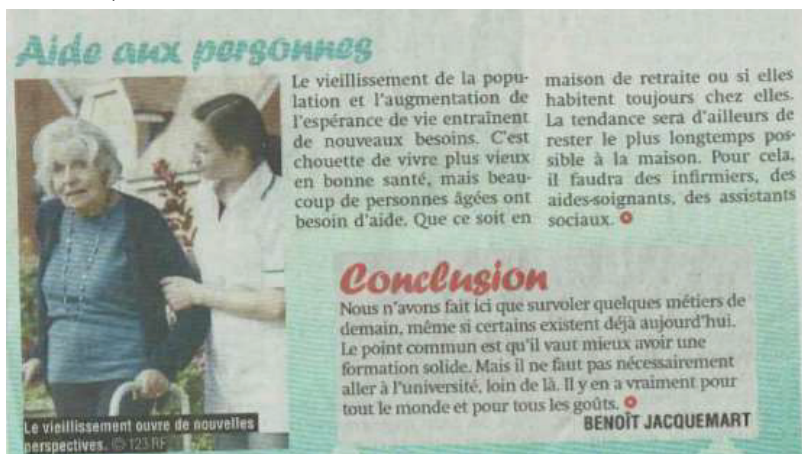 Aide aux personnes
Le vieillissement de la popu-
lation et l'augmentation de
l'espérance de vie entraînent
de nouveaux besoins. C'est
chouette de vivre plus vieux
en bonne santé, mais beau-
coup de personnes âgées ont
besoin d'aide. Que ce soit en
maison de retraite ou si elles
habitent toujours chez elles.
La tendance sera d'ailleurs de
rester le plus longtemps pos-
sible à la maison. Pour cela,
il faudra des infirmiers, des
aides-soignants, des assistants
sociaux.
Le vieillissement ouvre de nouvelles
perspectives. © 123 RF
Conclusion
Nous n'avons fait ici que survoler quelques métiers de
demain, même si certains existent déjà aujourd'hui.
Le point commun est qu'il vaut mieux avoir une
formation solide. Mais il ne faut pas nécessairement
aller à l'université, loin de là. Il y en a vraiment pour
tout le monde et pour tous les goûts.
BENOÎT JACQUEMART